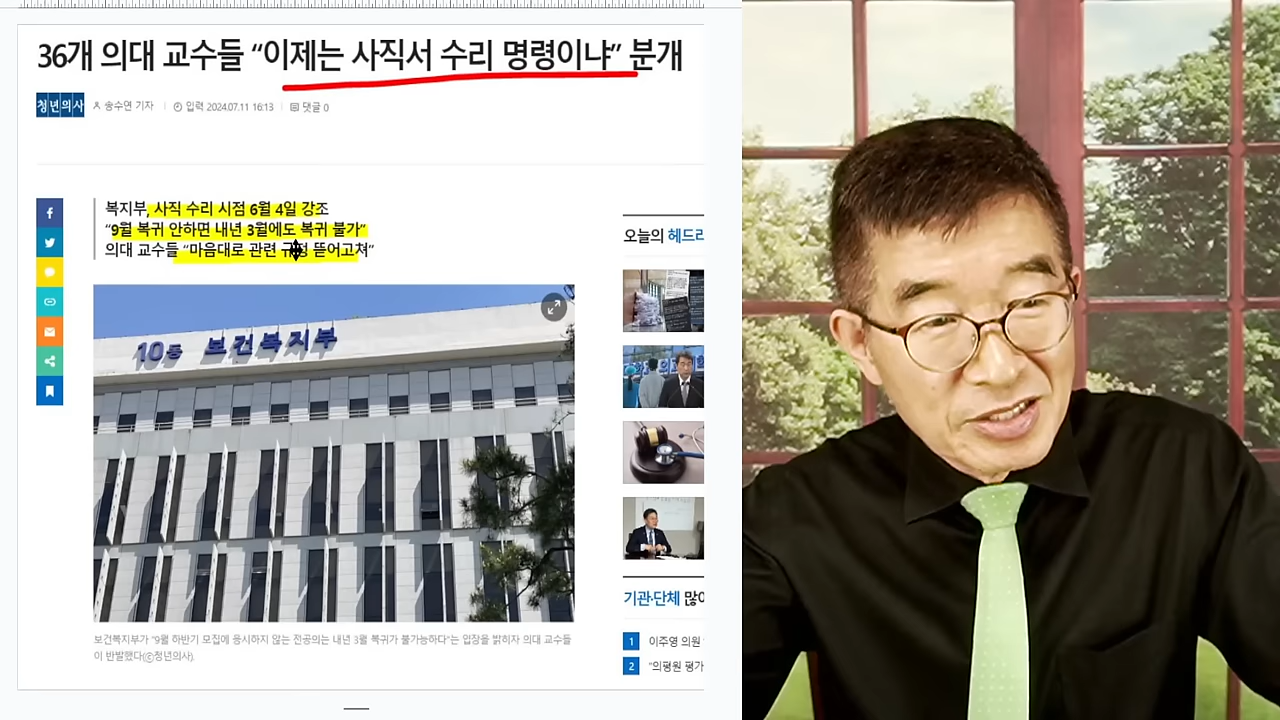 36개 의대 교수들 “이제는 사직서 수리 명령이냐” 분개
청년의사 송수연 기자 입력 2024.07.11 16:13 댓글 0
복지부, 사직 수리 시점 6월 4일 강조
“9월 복귀 안하면 내년 3월에도 복귀 불가”
의대 교수들 “마음대로 관련 규정 뜯어고쳐”
오늘의 헤드라
10동 보건복지부
기관·단체 많이
1 이주영 의원
2 “의평원 평가
보건복지부가 “9월 하반기 모집에 응시하지 않는 전공의는 내년 3월 복귀가 불가능하다”는 입장을 밝히자 의대 교수들
이 반발했다(ⓒ청년의사).